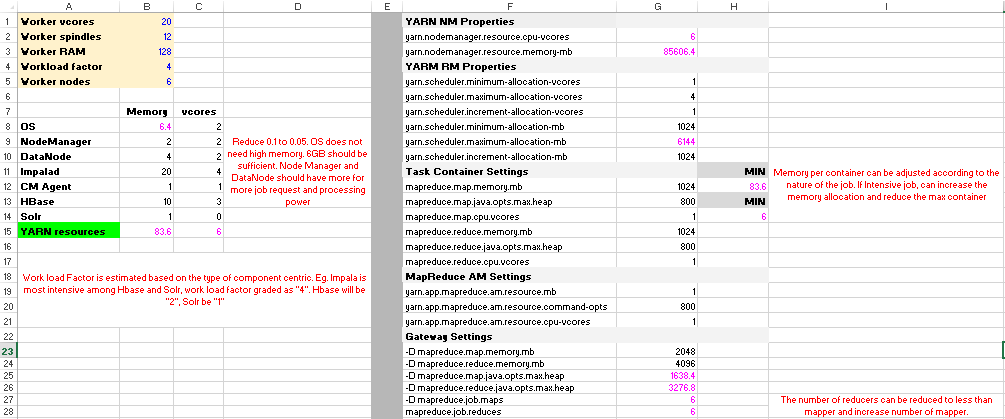 A B C D E F G H I
1 Worker vcores 20 YARN NM Properties
2 Worker spindles 12 yarn.nodemanager.resource.cpu-vcores 6
3 Worker RAM 128 yarn.nodemanager.resource.memory-mb 85606.4
4 Workload factor 4 YARM RM Properties
5 Worker nodes 6 yarn.scheduler.minimum-allocation-vcores 1
6 yarn.scheduler.maximum-allocation-vcores 4
7 Memory vcores yarn.scheduler.increment-allocation-vcores 1
8 OS 6.4 2 yarn.scheduler.minimum-allocation-mb 1024
9 NodeManager 2 2 yarn.scheduler.maximum-allocation-mb 6144
10 DataNode 4 2 yarn.scheduler.increment-allocation-mb 1024
Reduce 0.1 to 0.05. OS does not
need high memory. 6GB should be
sufficient. Node Manager and
DataNode should have more for
more job request and processing
power
11 Impalad 20 4 Task Container Settings MIN
12 CM Agent 1 1 mapreduce.map.memory.mb 1024 83.6
13 HBase 10 3 mapreduce.map.java.opts.max.heap 800 MIN
Memory per container can be adjusted according to the
nature of the job. If Intensive job, can increase the
memory allocation and reduce the max container
14 Solr 1 0 mapreduce.map.cpu.vcores 1 6
15 YARN resources 83.6 6 mapreduce.reduce.memory.mb 1024
16 mapreduce.reduce.java.opts.max.heap 800
17 mapreduce.reduce.cpu.vcores 1
18 MapReduce AM Settings
19 yarn.app.mapreduce.am.resource.mb 1
20 yarn.app.mapreduce.am.resource.command-opts 800
21 yarn.app.mapreduce.am.resource.cpu-vcores 1
Work load Factor is estimated based on the type of component centric. Eg. Impala is
most intensive among Hbase and Solr, work load factor graded as "4". Hbase will be
"2", Solr be "1"
22 Gateway Settings
23 -D mapreduce.map.memory.mb 2048
24 -D mapreduce.reduce.memory.mb 4096
25 -D mapreduce.map.java.opts.max.heap 1638.4
26 -D mapreduce.reduce.java.opts.max.heap 3276.8
27 -D mapreduce.job.maps 6
28 mapreduce.job.reduces 6
The number of reducers can be reduced to less than
mapper and increase number of mapper.